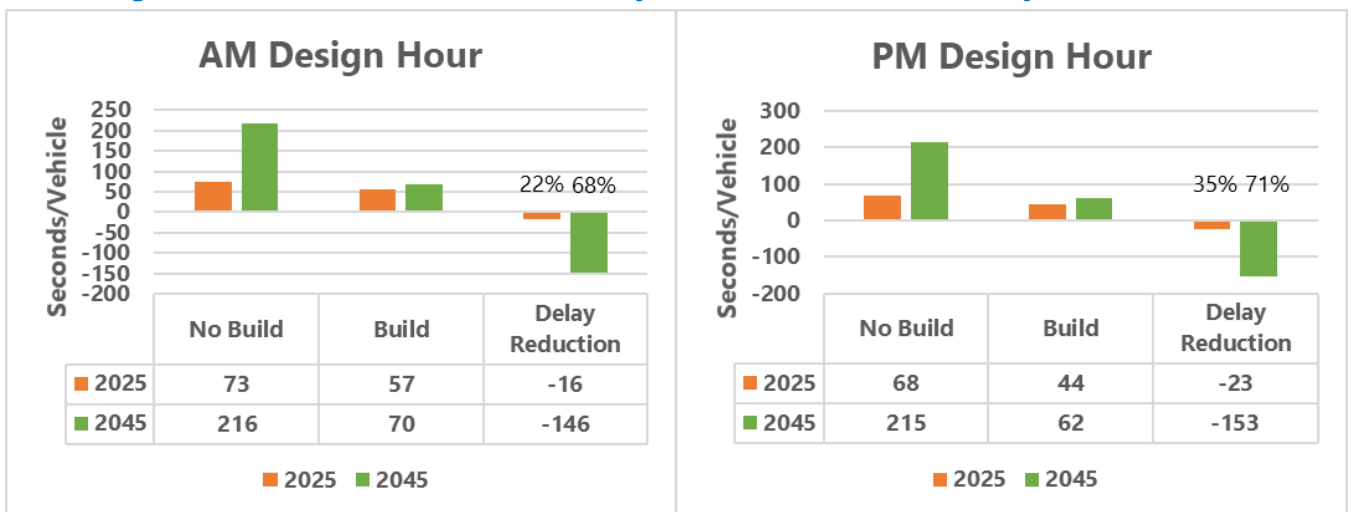 AM Design Hour
Seconds/Vehicle
250
200
150
100
50
0
-50
-100
-150
-200
22% 68%
No Build Build Delay Reduction
2025 73 57 -16
2045 216 70 -146
2025 2045
PM Design Hour
Seconds/Vehicle
300
200
100
0
-100
-200
35% 71%
No Build Build Delay Reduction
2025 68 44 -23
2045 215 62 -153
2025 2045